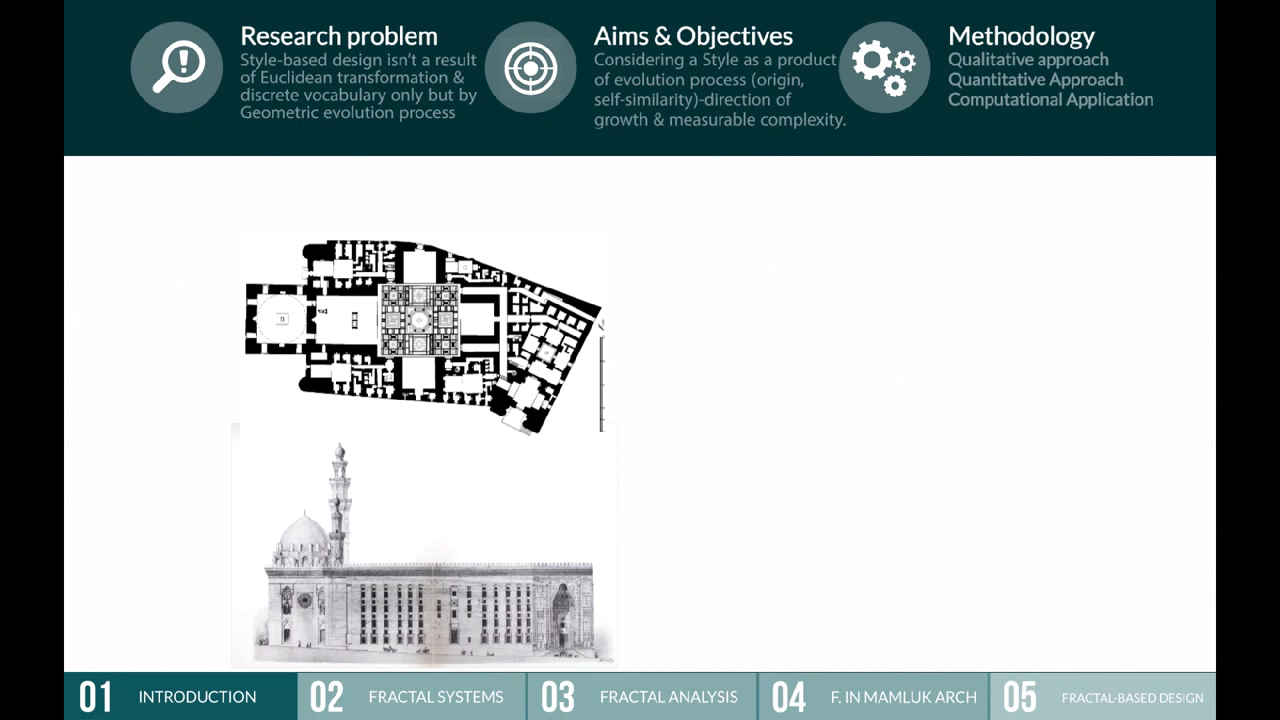 Research problem
Style-based design isn't a result
of Euclidean transformation &
discrete vocabulary only but by
Geometric evolution process
Aims & Objectives
Considering a Style as a product
of evolution process (origin,
self-similarity)-direction of
growth & measurable complexity.
Methodology
Qualitative approach
Quantitative Approach
Computational Application
01 INTRODUCTION
02 FRACTAL SYSTEMS
03 FRACTAL ANALYSIS
04 F. IN MAMLUK ARCH
05 FRACTAL-BASED DESIGN